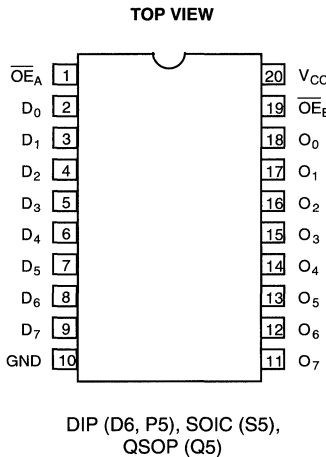 TOP VIEW
O̅E̅A 1 20 VCC
D0 2 19 O̅E̅B
D1 3 18 O0
D2 4 17 O1
D3 5 16 O2
D4 6 15 O3
D5 7 14 O4
D6 8 13 O5
D7 9 12 O6
GND 10 11 O7
DIP (D6, P5), SOIC (S5),
QSOP (Q5)